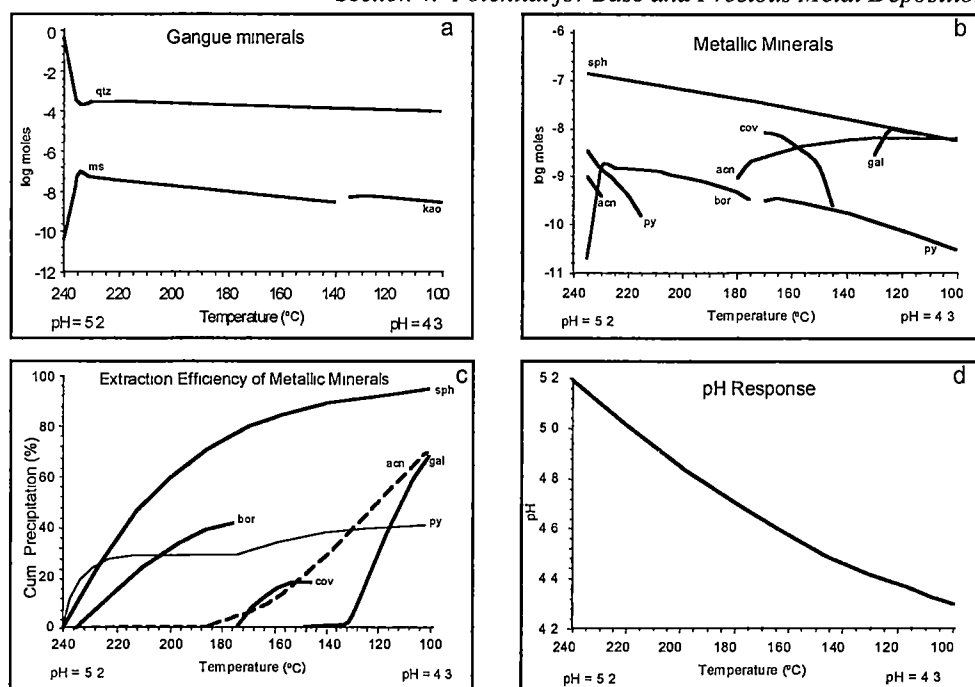 Section 4. Potential for Base and Precious Metal Depositio
a
Gangue minerals
0
-2
-4
-6
-8
-10
-12
log moles
qtz
ms
kao
240 220 200 180 160 140 120 100
Temperature (ºC)
pH = 5 2
pH = 4 3
b
Metallic Minerals
-6
-7
-8
-9
-10
-11
log moles
sph
cov
acn
gal
acn
py
bor
py
240 220 200 180 160 140 120 100
Temperature (ºC)
pH = 5 2
pH = 4 3
c
Extraction Efficiency of Metallic Minerals
100
80
60
40
20
0
Cum Precipitation (%)
sph
acn
gal
bor
py
cov
240 220 200 180 160 140 120 100
Temperature (ºC)
pH = 5 2
pH = 4 3
d
pH Response
5 2
5 0
4 8
4 6
4 4
4 2
pH
240 220 200 180 160 140 120 100
Temperature (ºC)
pH = 5 2
pH = 4 3